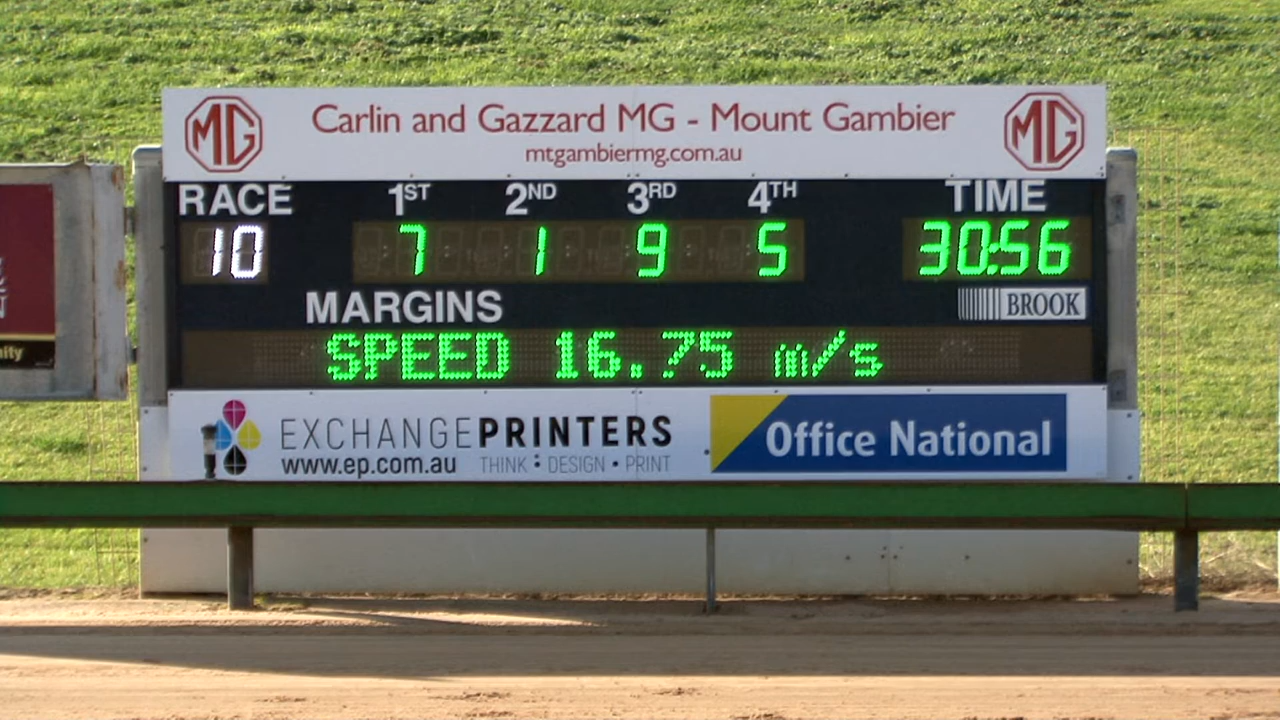 MG Carlin and Gazzard MG - Mount Gambier MG
mtgambiermg.com.au
RACE 1ST 2ND 3RD 4TH TIME
10 7 1 9 5 30:56
MARGINS BROOK
SPEED 16.75 m/s
EXCHANGEPRINTERS Office National
www.ep.com.au THINK : DESIGN • PRINT